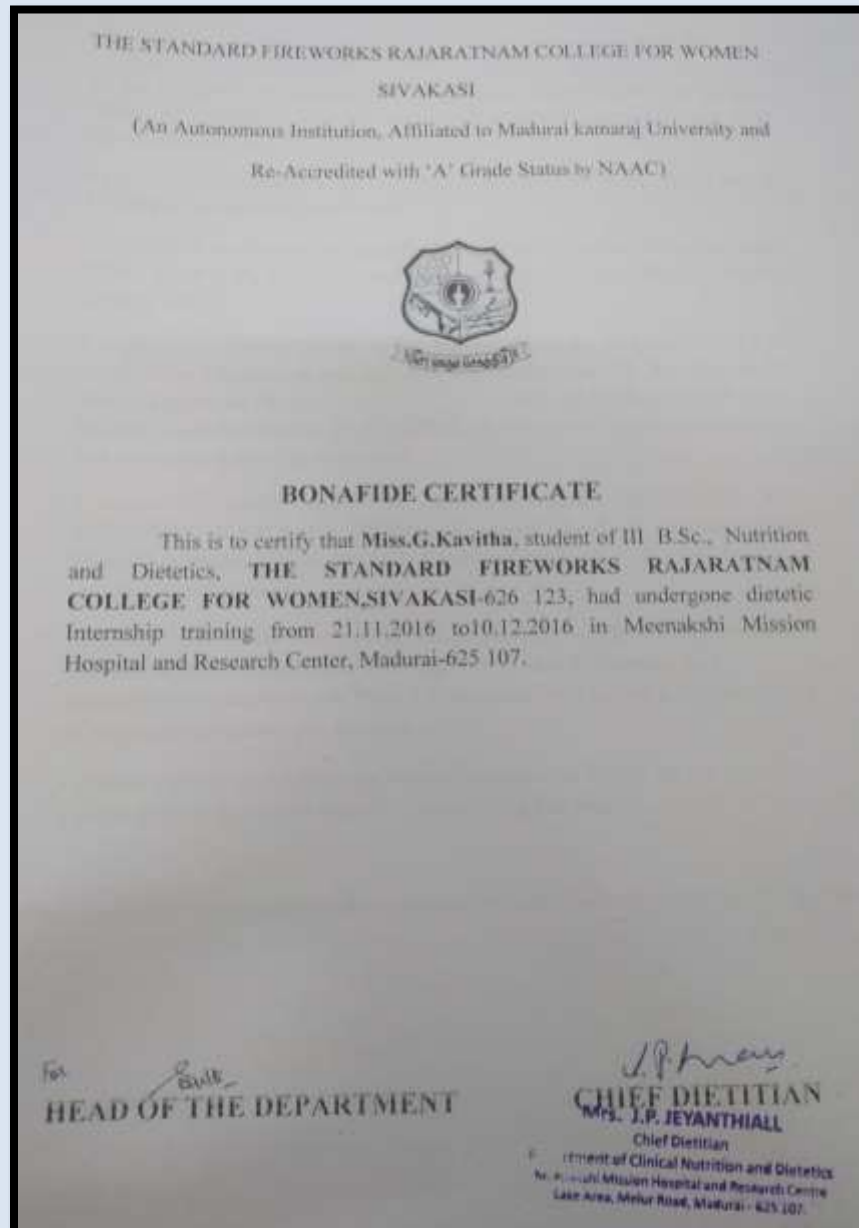 THE STANDARD FIREWORKS RAJARATNAM COLLEGE FOR WOMEN
SIVAKASI
(An Autonomous Institution, Affiliated to Madurai kamaraj University and
Re-Accredited with 'A' Grade Status by NAAC)
BONAFIDE CERTIFICATE
This is to certify that Miss.G.Kavitha, student of III B.Sc., Nutrition
and Dietetics, THE STANDARD FIREWORKS RAJARATNAM
COLLEGE FOR WOMEN,SIVAKASI-626 123, had undergone dietetic
Internship training from 21.11.2016 to10.12.2016 in Meenakshi Mission
Hospital and Research Center, Madurai-625 107.
For
HEAD OF THE DEPARTMENT
CHIEF DIETITIAN
Mrs. J.P. JEYANTHIALL
Chief Dietitian
of Clinical Nutrition and Dietetics
Mission Hospital and Research Centre
Lake Area, Melur Road, Madurai - 625 107.